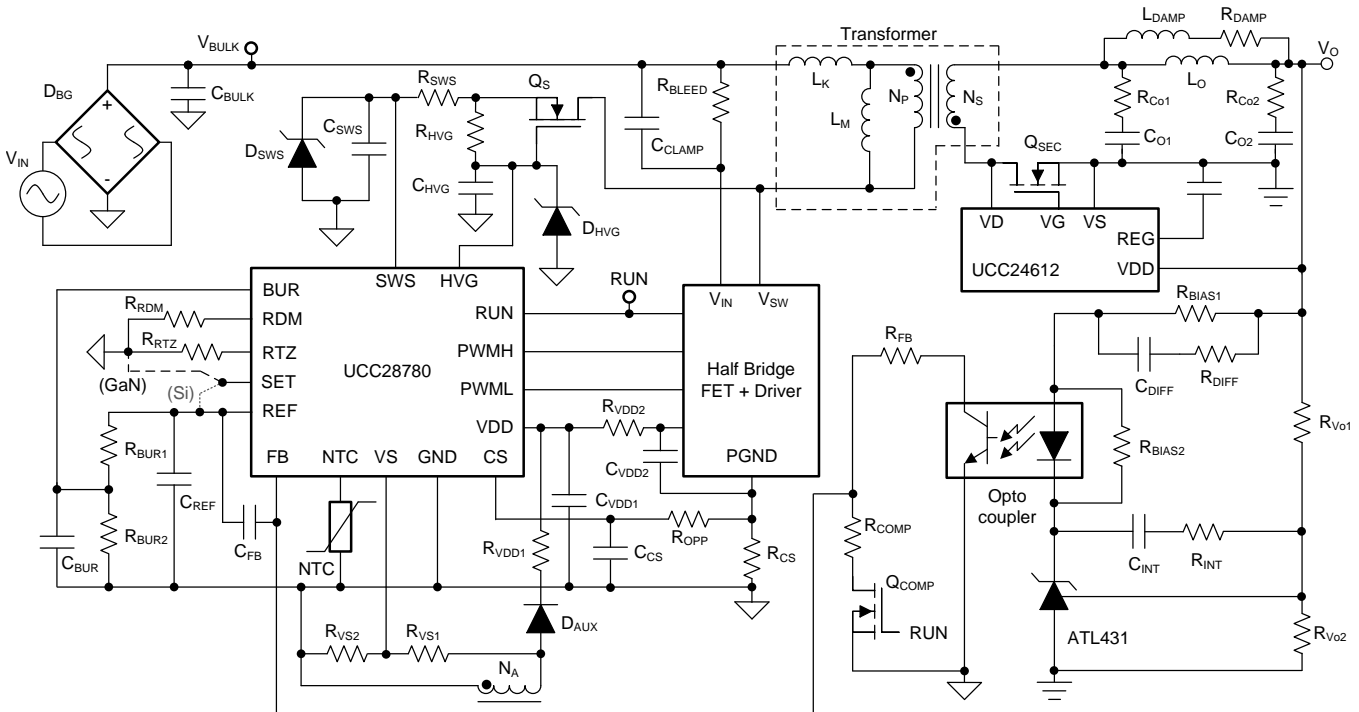 Transformer
LDAMP
RDAMP
VO
VBULK
LK
LO
DBG
CBULK
RSWS
QS
RBLEED
NP
NS
RCo1
RCo2
CSWS
RHVG
LM
VIN
DSWS
CCLAMP
QSEC
CO1
CO2
CHVG
DHVG
VD
VG
VS
REG
UCC24612
VDD
SWS
HVG
RUN
BUR
RDM
RTZ
SET
REF
RUN
PWMH
PWML
VDD
UCC28780
FB
NTC
VS
GND
CS
RRDM
RRTZ
(GaN)
(Si)
VIN
VSW
Half Bridge
FET + Driver
PGND
RBIAS1
RFB
CDIFF
RDIFF
RVDD2
CVDD2
RBIAS2
RVo1
RBUR1
CREF
RBUR2
CBUR
CFB
NTC
CVDD1
RVDD1
ROPP
CCS
RCS
Opto
coupler
RCOMP
CINT
RINT
QCOMP
RUN
DAUX
ATL431
RVo2
RVS2
RVS1
NA